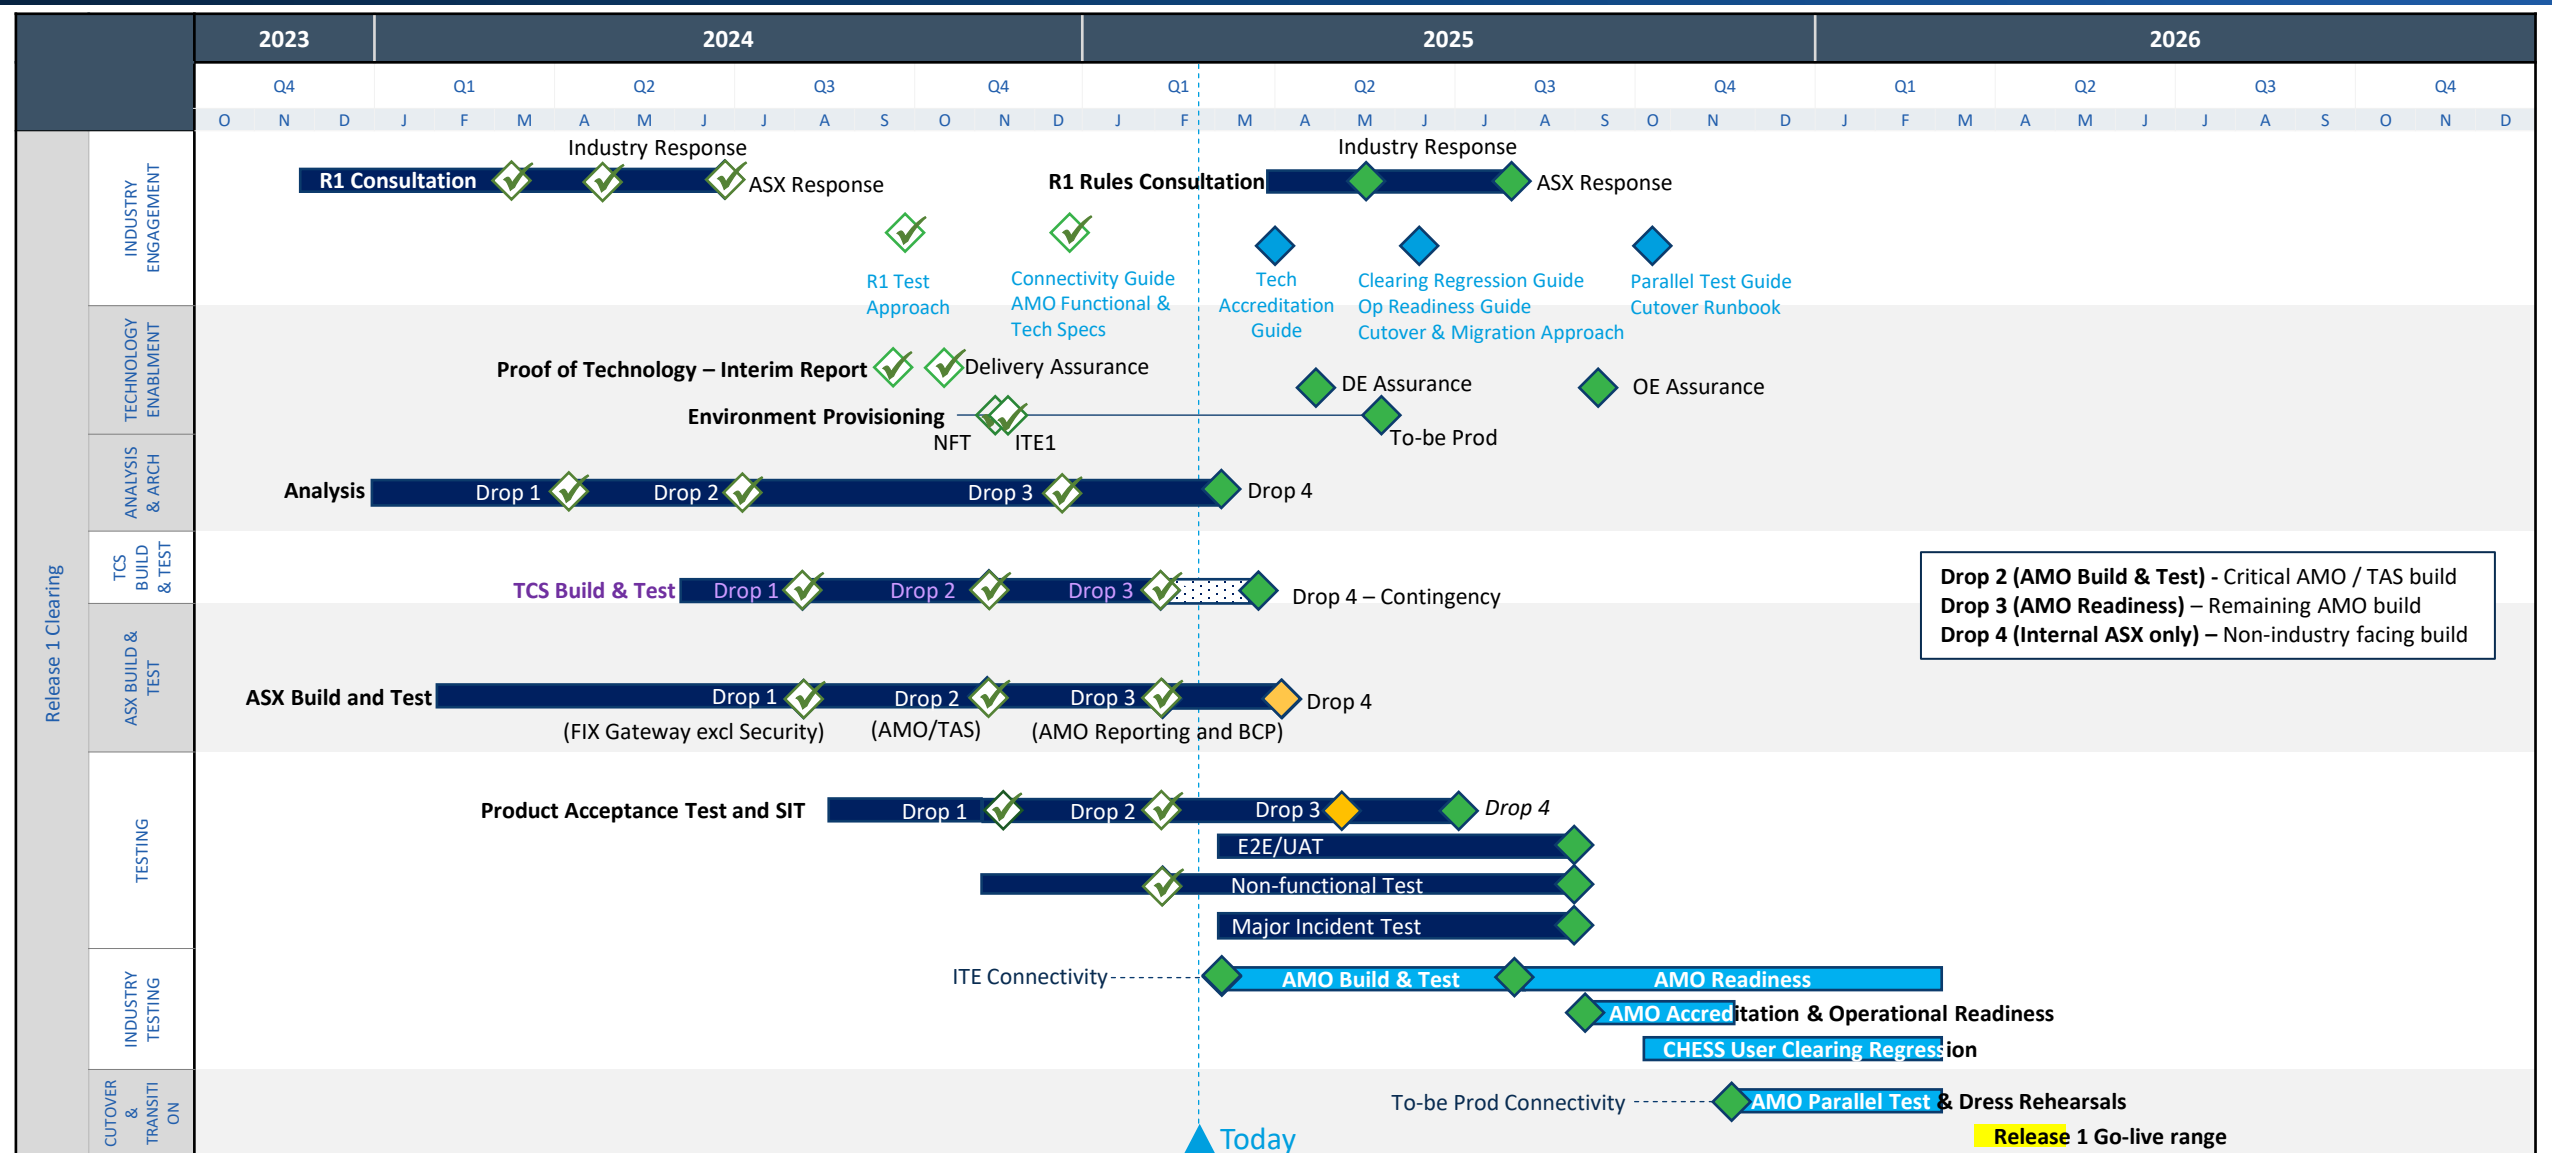 2023 2024 2025 2026
Q4 Q1 Q2 Q3 Q4 Q1 Q2 Q3 Q4 Q1 Q2 Q3 Q4
O N D J F M A M J J A S O N D J F M A M J J A S O N D J F M A M J J A S O N D
Release 1 Clearing
INDUSTRY
ENGAGEMENT
Industry Response
R1 Consultation
ASX Response
Industry Response
R1 Rules Consultation
ASX Response
R1 Test
Approach
Connectivity Guide
AMO Functional &
Tech Specs
Tech
Accreditation
Guide
Clearing Regression Guide
Op Readiness Guide
Cutover & Migration Approach
Parallel Test Guide
Cutover Runbook
TECHNOLOGY
ENABLMENT
Proof of Technology – Interim Report
Delivery Assurance
DE Assurance
OE Assurance
Environment Provisioning
NFT
ITE1
To-be Prod
ANALYSIS
& ARCH
Analysis
Drop 1
Drop 2
Drop 3
Drop 4
TCS
BUILD
& TEST
TCS Build & Test
Drop 1
Drop 2
Drop 3
Drop 4 – Contingency
Drop 2 (AMO Build & Test) - Critical AMO / TAS build
Drop 3 (AMO Readiness) – Remaining AMO build
Drop 4 (Internal ASX only) – Non-industry facing build
ASX BUILD &
TEST
ASX Build and Test
Drop 1
Drop 2
Drop 3
Drop 4
(FIX Gateway excl Security)
(AMO/TAS)
(AMO Reporting and BCP)
TESTING
Product Acceptance Test and SIT
Drop 1
Drop 2
Drop 3
Drop 4
E2E/UAT
Non-functional Test
Major Incident Test
INDUSTRY
TESTING
ITE Connectivity
AMO Build & Test
AMO Readiness
AMO Accreditation & Operational Readiness
CHESS User Clearing Regression
CUTOVER
&
TRANSITI
ON
To-be Prod Connectivity
AMO Parallel Test & Dress Rehearsals
Today
Release 1 Go-live range